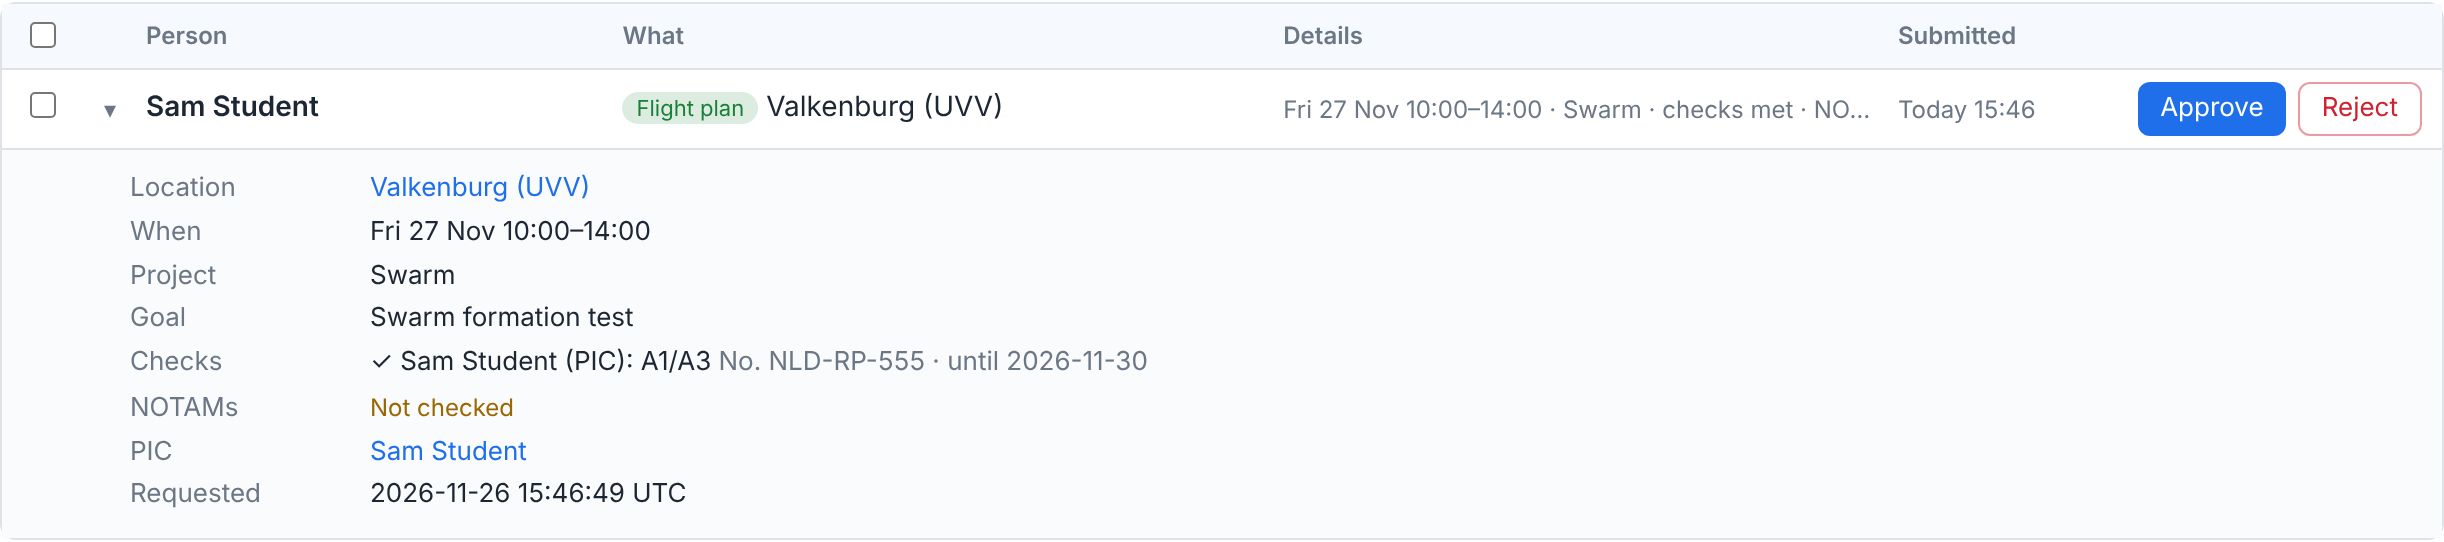 Person What Details Submitted
▼ Sam Student Flight plan Valkenburg (UVV) Fri 27 Nov 10:00–14:00 · Swarm · checks met · NO... Today 15:46 Approve Reject
Location Valkenburg (UVV)
When Fri 27 Nov 10:00–14:00
Project Swarm
Goal Swarm formation test
Checks ✓ Sam Student (PIC): A1/A3 No. NLD-RP-555 · until 2026-11-30
NOTAMs Not checked
PIC Sam Student
Requested 2026-11-26 15:46:49 UTC